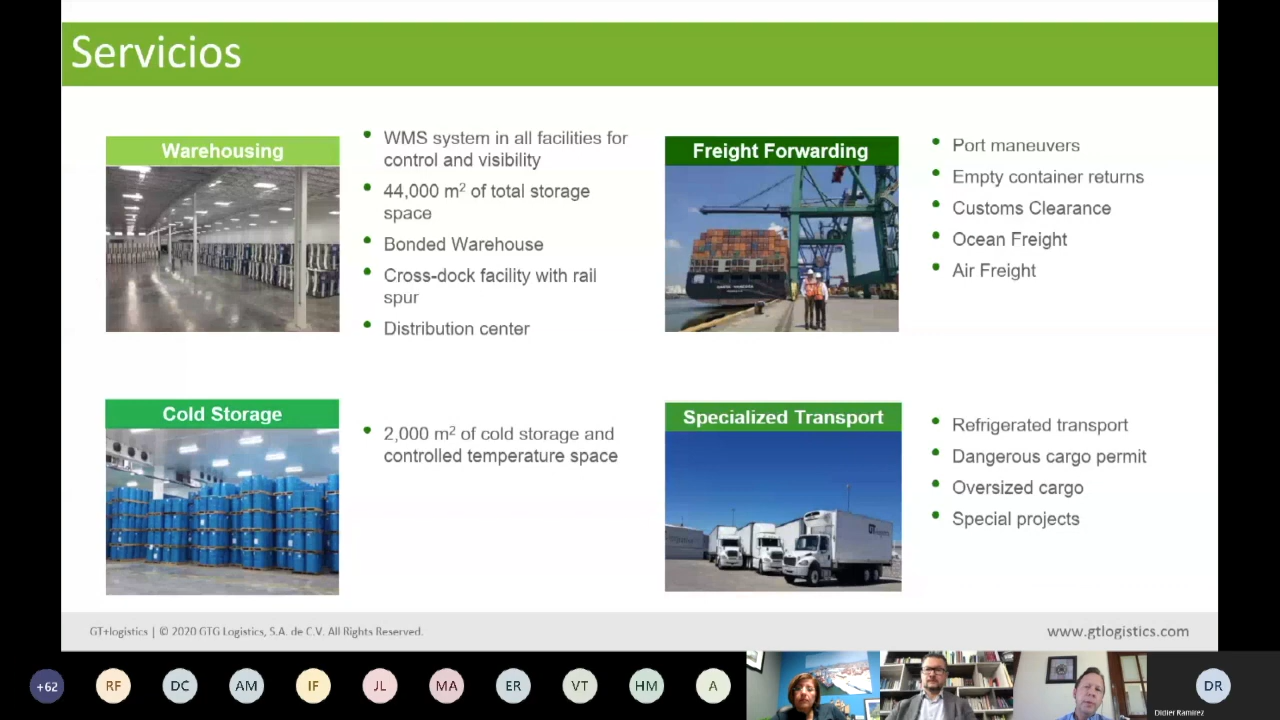 Servicios
Warehousing
WMS system in all facilities for
control and visibility
44,000 m² of total storage
space
Bonded Warehouse
Cross-dock facility with rail
spur
Distribution center
Freight Forwarding
Port maneuvers
Empty container returns
Customs Clearance
Ocean Freight
Air Freight
Cold Storage
2,000 m² of cold storage and
controlled temperature space
Specialized Transport
Refrigerated transport
Dangerous cargo permit
Oversized cargo
Special projects
GT+logistics | © 2020 GTG Logistics, S.A. de C.V. All Rights Reserved.
www.gtlogistics.com
+62
RF
DC
AM
IF
JL
MA
ER
VT
HM
A
DR
Didier Ramirez